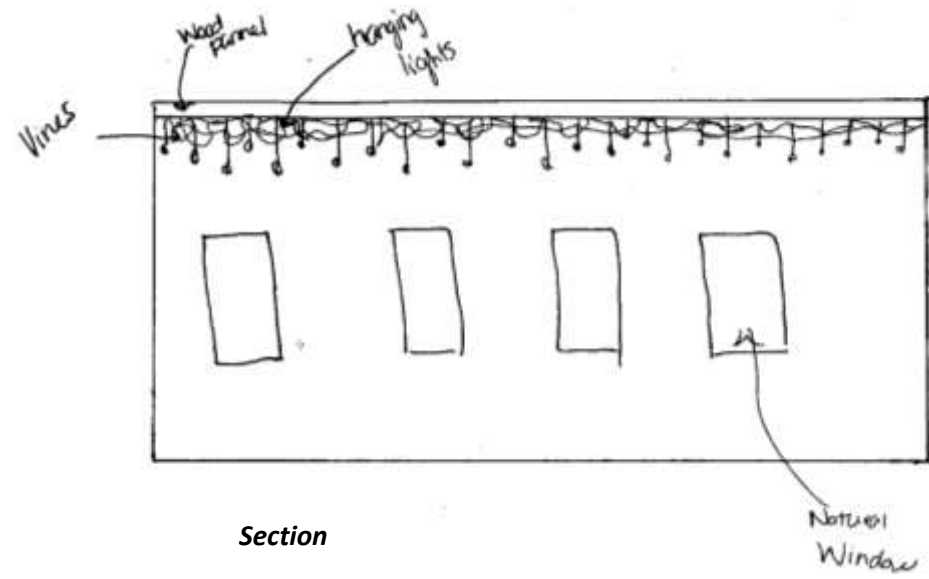 Wood
Pannel
hanging
lights
Vines
Section
Natural
Window